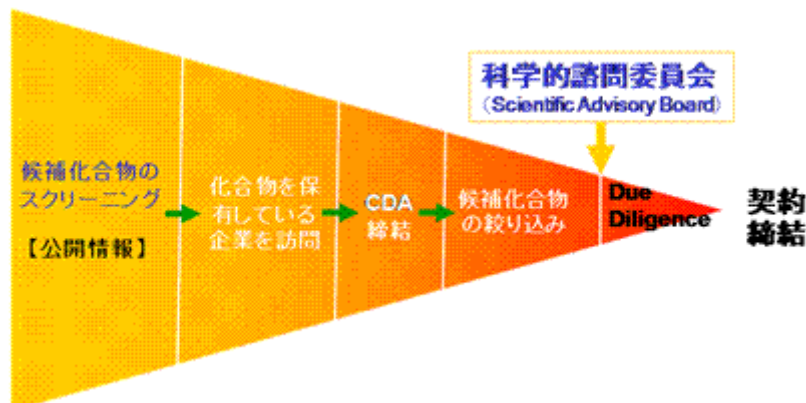 科学的諮問委員会
(Scientific Advisory Board)
候補化合物の
スクリーニング
【公開情報】
化合物を保
有している
企業を訪問
CDA
締結
候補化合物
の絞り込み
Due
Diligence
契約
締結